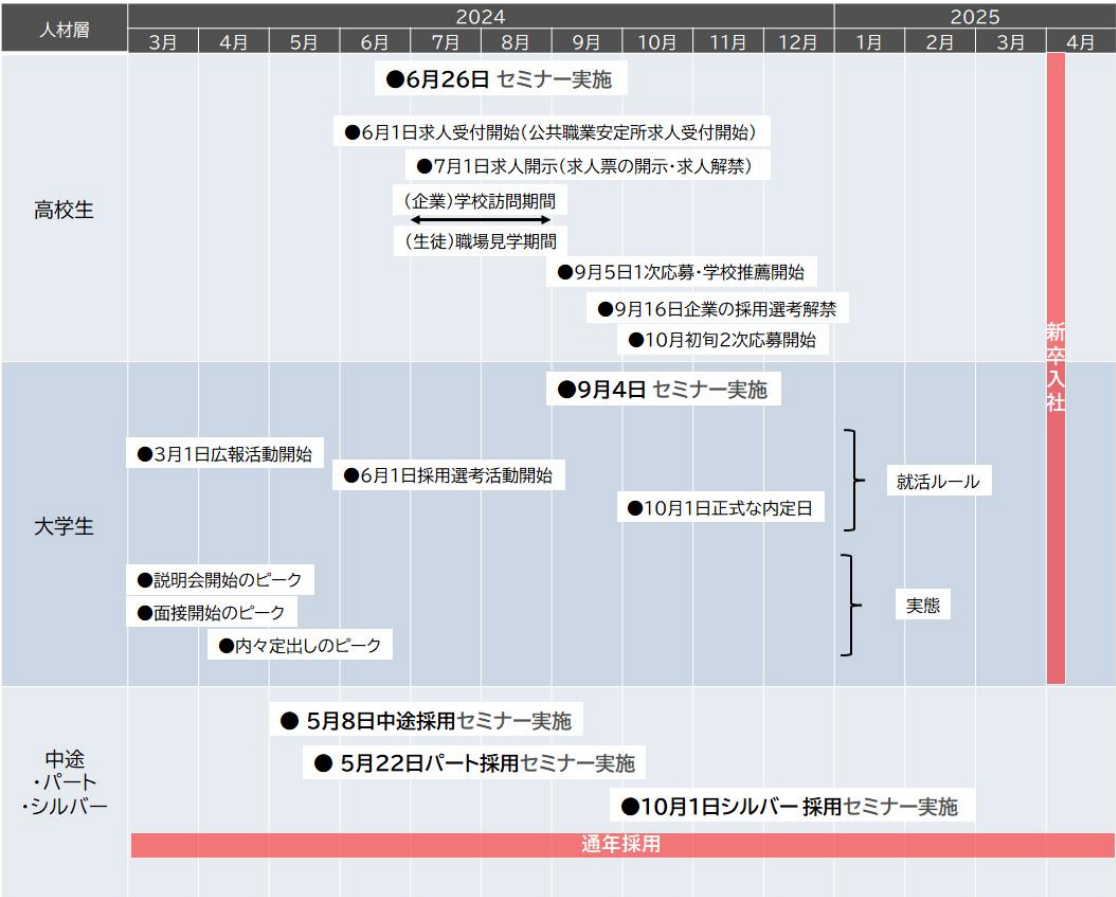 人材層
2024
2025
3月 4月 5月 6月 7月 8月 9月 10月 11月 12月 1月 2月 3月 4月
高校生
●6月26日 セミナー実施
●6月1日求人受付開始(公共職業安定所求人受付開始)
●7月1日求人開示(求人票の開示・求人解禁)
(企業)学校訪問期間
(生徒)職場見学期間
●9月5日1次応募・学校推薦開始
●9月16日企業の採用選考解禁
●10月初旬2次応募開始
新卒入社
大学生
●9月4日 セミナー実施
●3月1日広報活動開始
●6月1日採用選考活動開始
●10月1日正式な内定日
就活ルール
●説明会開始のピーク
●面接開始のピーク
●内々定出しのピーク
実態
中途
・パート
・シルバー
● 5月8日中途採用セミナー実施
● 5月22日パート採用セミナー実施
●10月1日シルバー 採用セミナー実施
通年採用